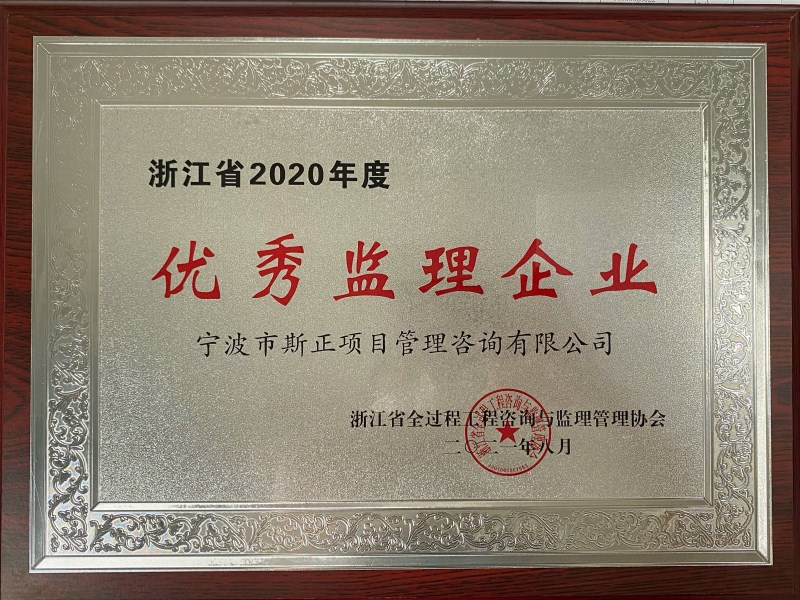 浙江省2020年度
优秀监理企业
宁波市斯正项目管理咨询有限公司
浙江省全过程工程咨询与监理管理协会
二〇二一年八月